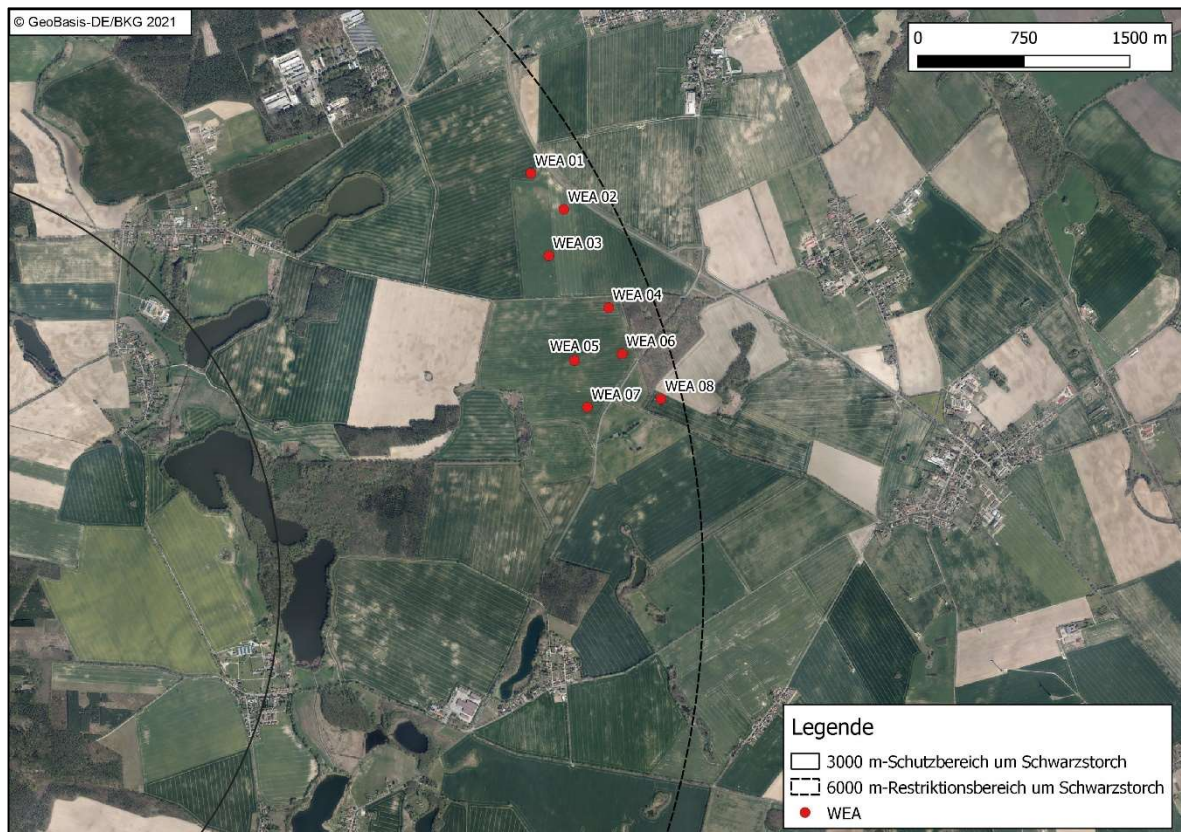 © GeoBasis-DE/BKG 2021
0 750 1500 m
WEA 01
WEA 02
WEA 03
WEA 04
WEA 05
WEA 06
WEA 07
WEA 08
Legende
3000 m-Schutzbereich um Schwarzstorch
6000 m-Restriktionsbereich um Schwarzstorch
WEA